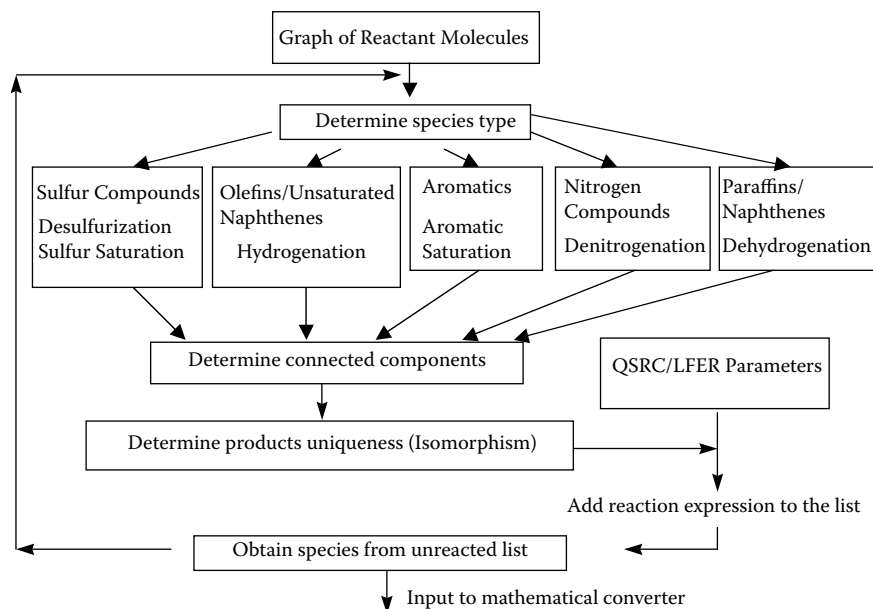 Graph of Reactant Molecules
Determine species type
Sulfur Compounds
Desulfurization
Sulfur Saturation
Olefins/Unsaturated
Naphthenes
Hydrogenation
Aromatics
Aromatic
Saturation
Nitrogen
Compounds
Denitrogenation
Paraffins/
Naphthenes
Dehydrogenation
Determine connected components
QSRC/LFER Parameters
Determine products uniqueness (Isomorphism)
Add reaction expression to the list
Obtain species from unreacted list
Input to mathematical converter